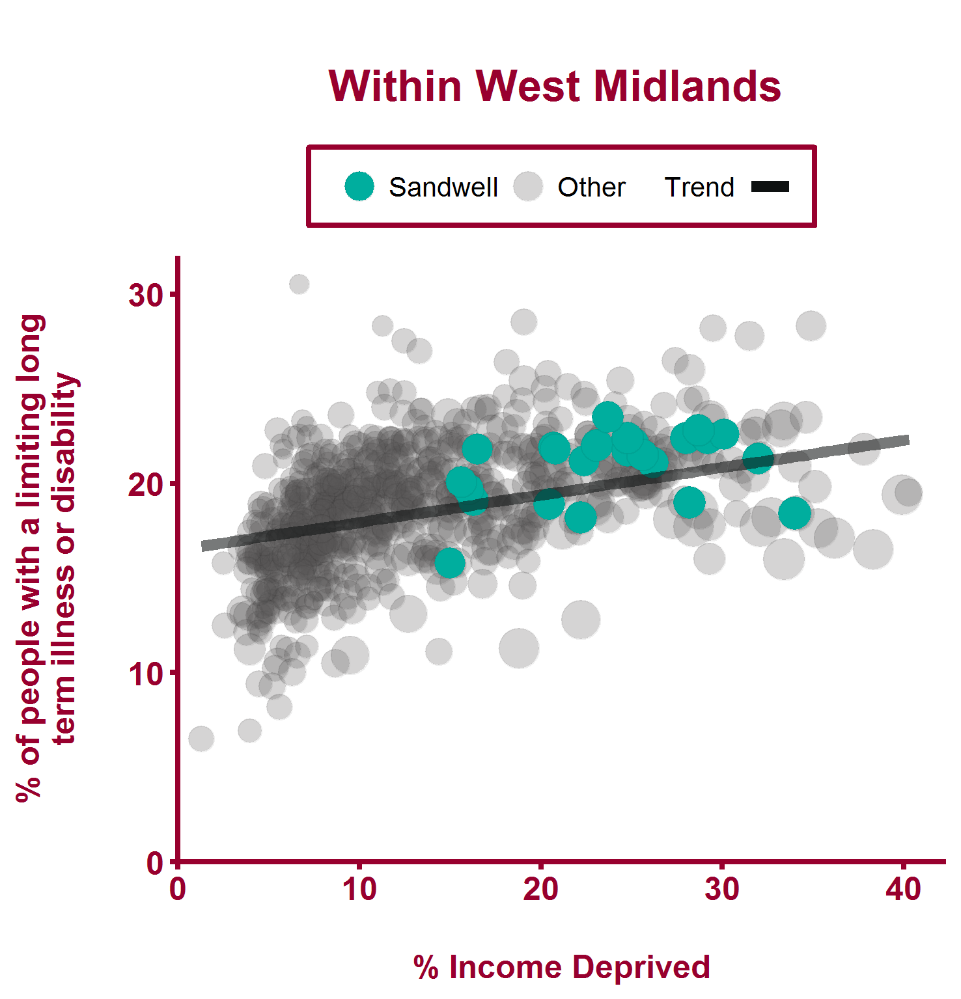 Within West Midlands
Sandwell Other Trend
% of people with a limiting long
term illness or disability
30
20
10
0
0 10 20 30 40
% Income Deprived